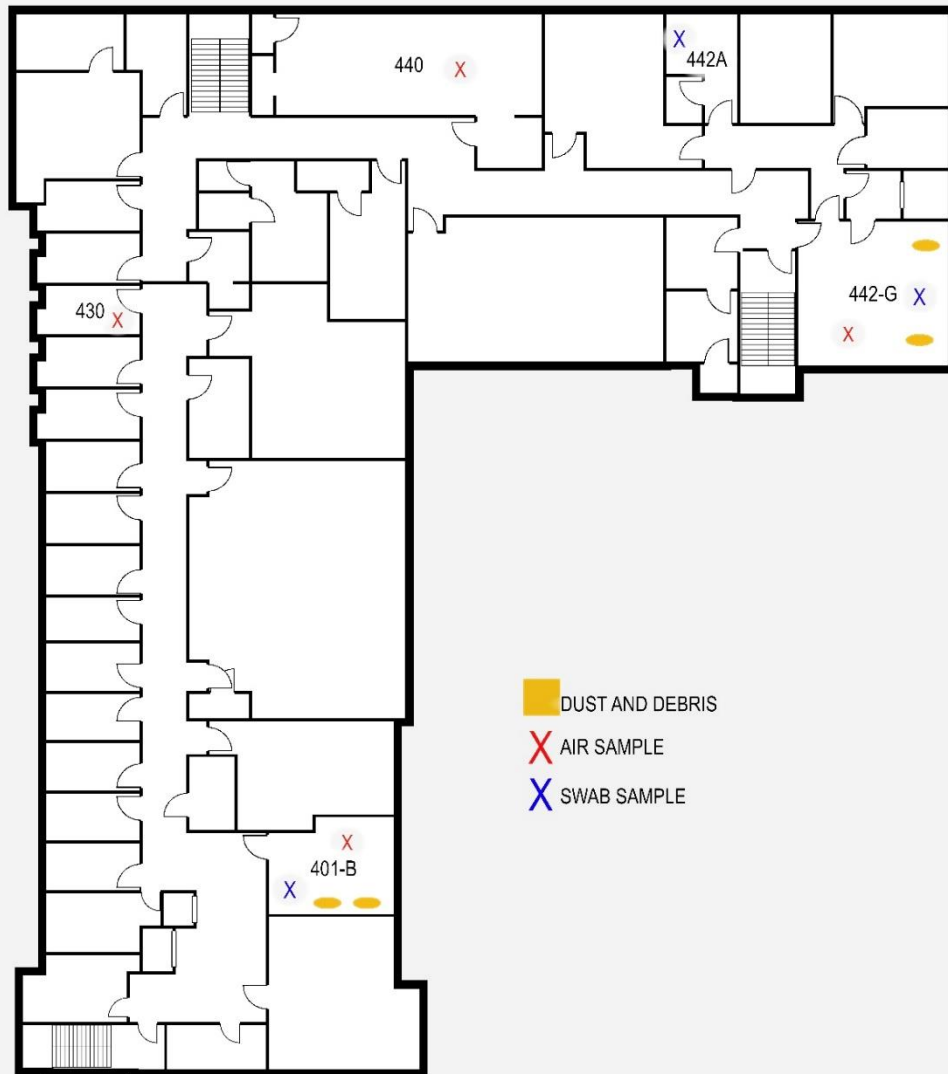 440
442A
430
442-G
DUST AND DEBRIS
AIR SAMPLE
SWAB SAMPLE
401-B